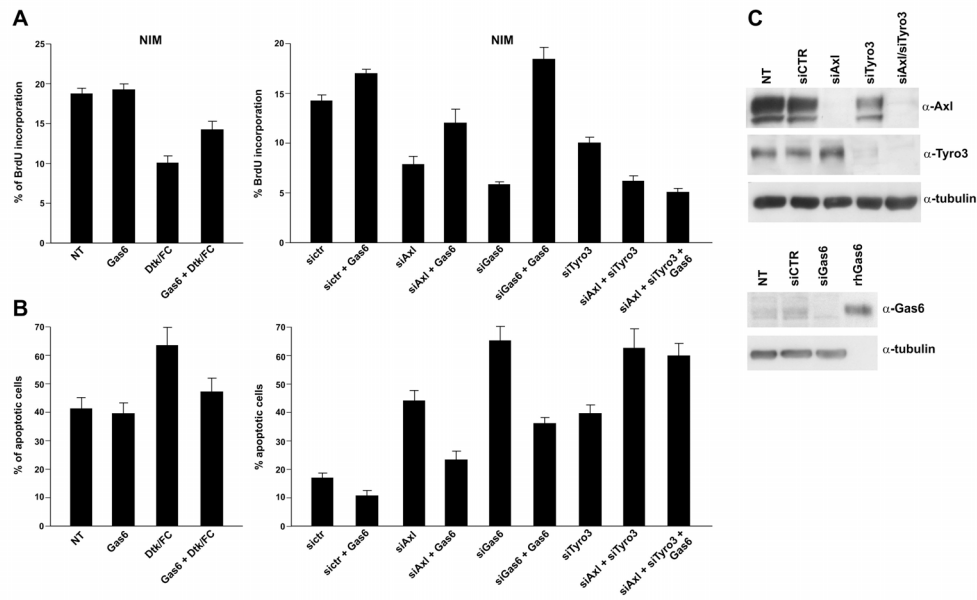 A
NIM
% of BrdU incorporation
25
20
15
10
5
0
NT
Gas6
Dtk/FC
Gas6 + Dtk/FC
NIM
% BrdU incorporation
20
15
10
5
0
sictr
sictr + Gas6
siAxl
siAxl + Gas6
siGas6
siGas6 + Gas6
siTyro3
siAxl + siTyro3
siAxl + siTyro3 +
Gas6
B
% of apoptotic cells
70
60
50
40
30
20
10
0
NT
Gas6
Dtk/FC
Gas6 + Dtk/FC
% apoptotic cells
70
60
50
40
30
20
10
0
sictr
sictr + Gas6
siAxl
siAxl + Gas6
siGas6
siGas6 + Gas6
siTyro3
siAxl + siTyro3
siAxl + siTyro3 +
Gas6
C
NT
siCTR
siAxl
siTyro3
siAxl/siTyro3
α-Axl
α-Tyro3
α-tubulin
NT
siCTR
siGas6
rhGas6
α-Gas6
α-tubulin